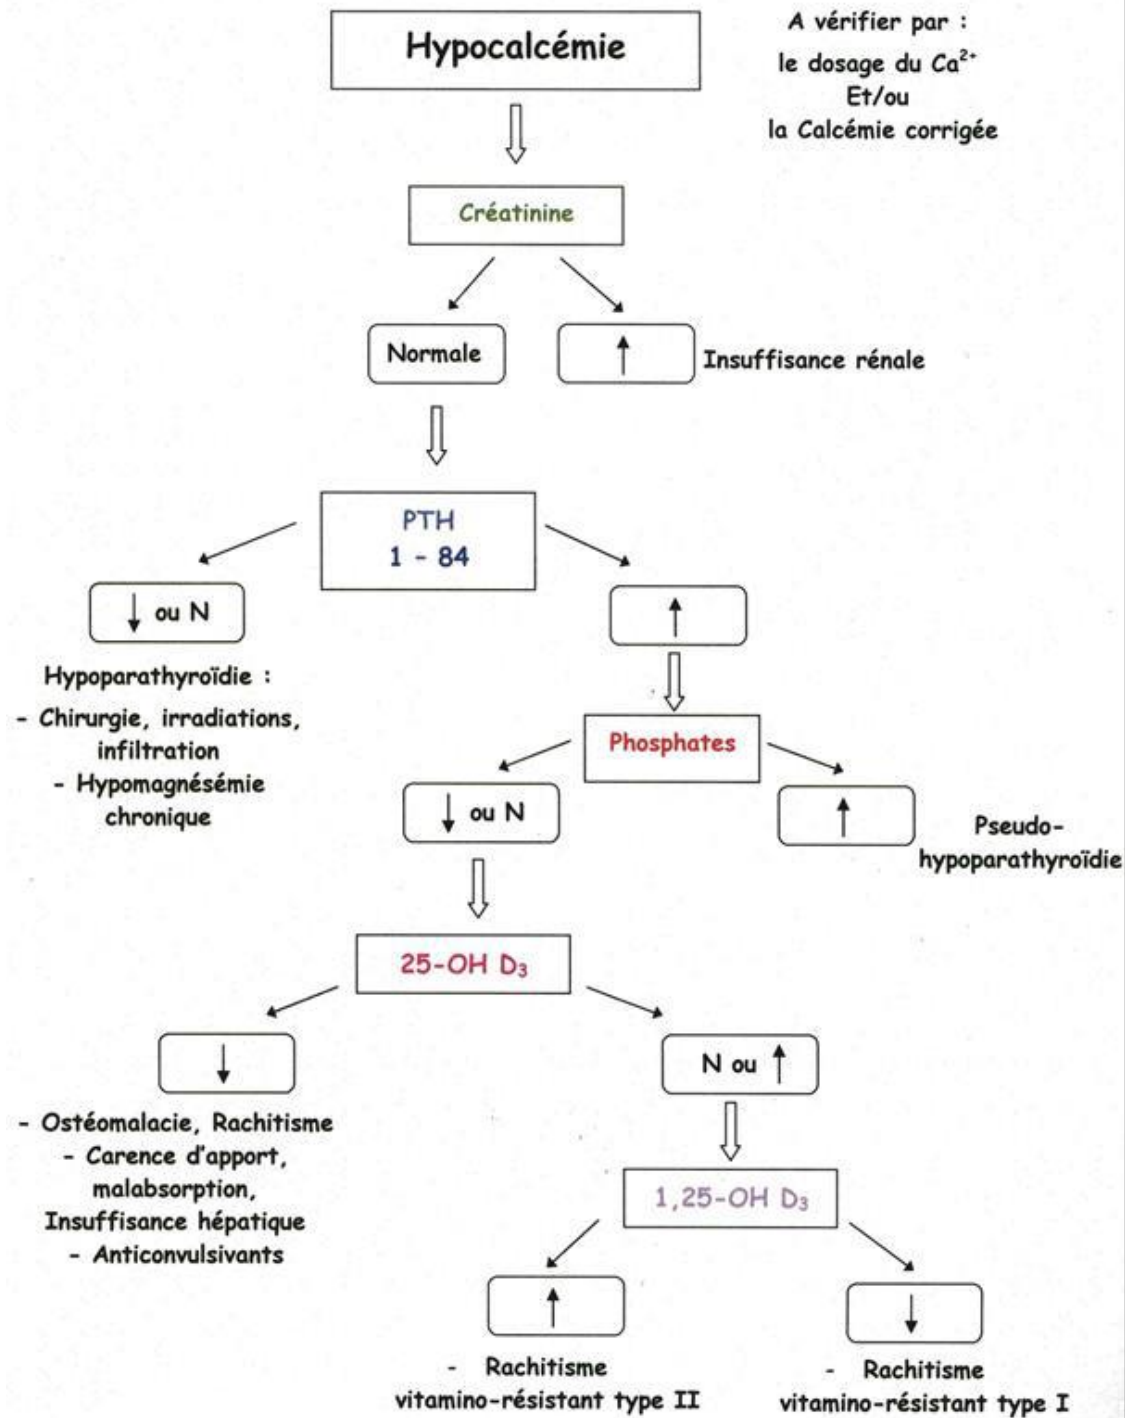 Hypocalcémie
A vérifier par :
le dosage du Ca²⁺
Et/ou
la Calcémie corrigée
Créatinine
Normale
↑
Insuffisance rénale
PTH
1 - 84
↓ ou N
↑
Hypoparathyroïdie :
- Chirurgie, irradiations,
infiltration
- Hypomagnésémie
chronique
Phosphates
↓ ou N
↑
Pseudo-
hypoparathyroïdie
25-OH D₃
↓
N ou ↑
- Ostéomalacie, Rachitisme
- Carence d'apport,
malabsorption,
Insuffisance hépatique
- Anticonvulsivants
1,25-OH D₃
↑
↓
- Rachitisme
vitamino-résistant type II
- Rachitisme
vitamino-résistant type I